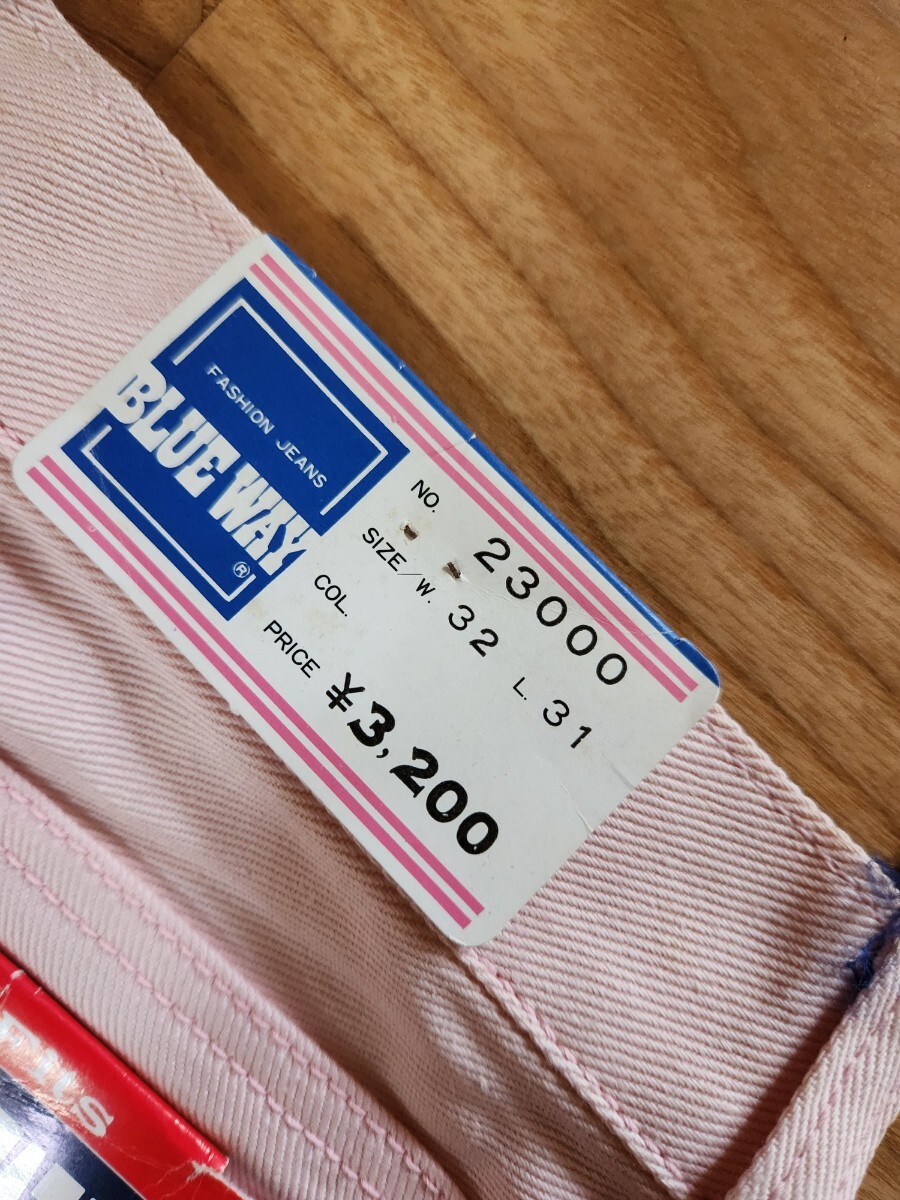 FASHION JEANS
BLUE WAY
®
NO. 23000
SIZE/W. 32 L. 31
COL.
PRICE ¥3,200